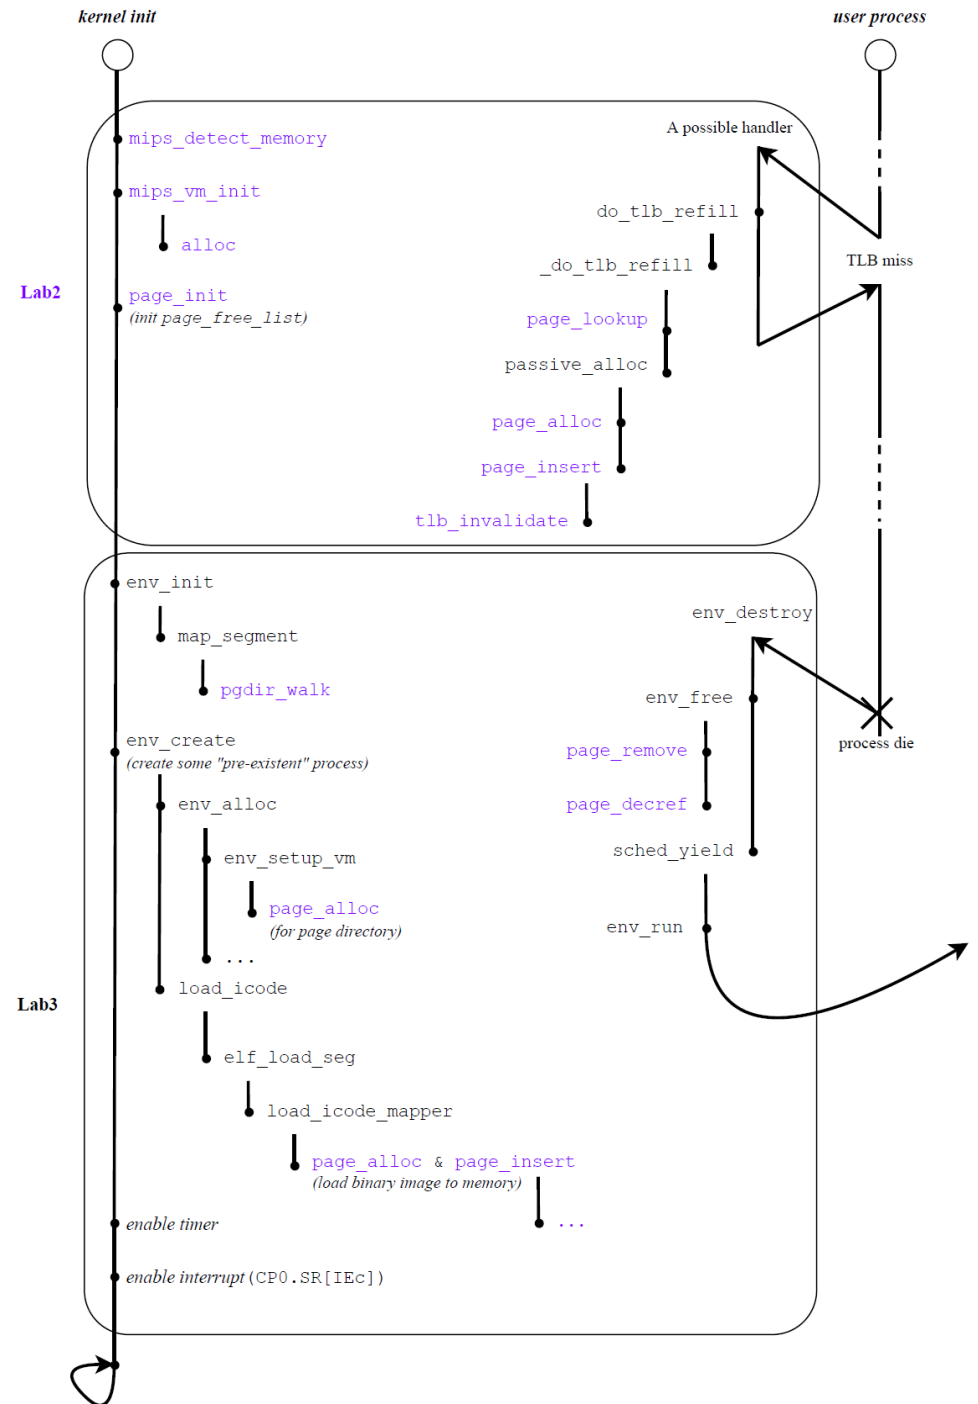 kernel init
user process
A possible handler
mips_detect_memory
mips_vm_init
do_tlb_refill
alloc
TLB miss
_do_tlb_refill
Lab2
page_init
(init page_free_list)
page_lookup
passive_alloc
page_alloc
page_insert
tlb_invalidate
env_init
env_destroy
map_segment
pgdir_walk
env_free
env_create
(create some "pre-existent" process)
page_remove
process die
env_alloc
page_decref
env_setup_vm
sched_yield
page_alloc
(for page directory)
env_run
...
load_icode
Lab3
elf_load_seg
load_icode_mapper
page_alloc & page_insert
(load binary image to memory)
enable timer
...
enable interrupt(CP0.SR[IEc])